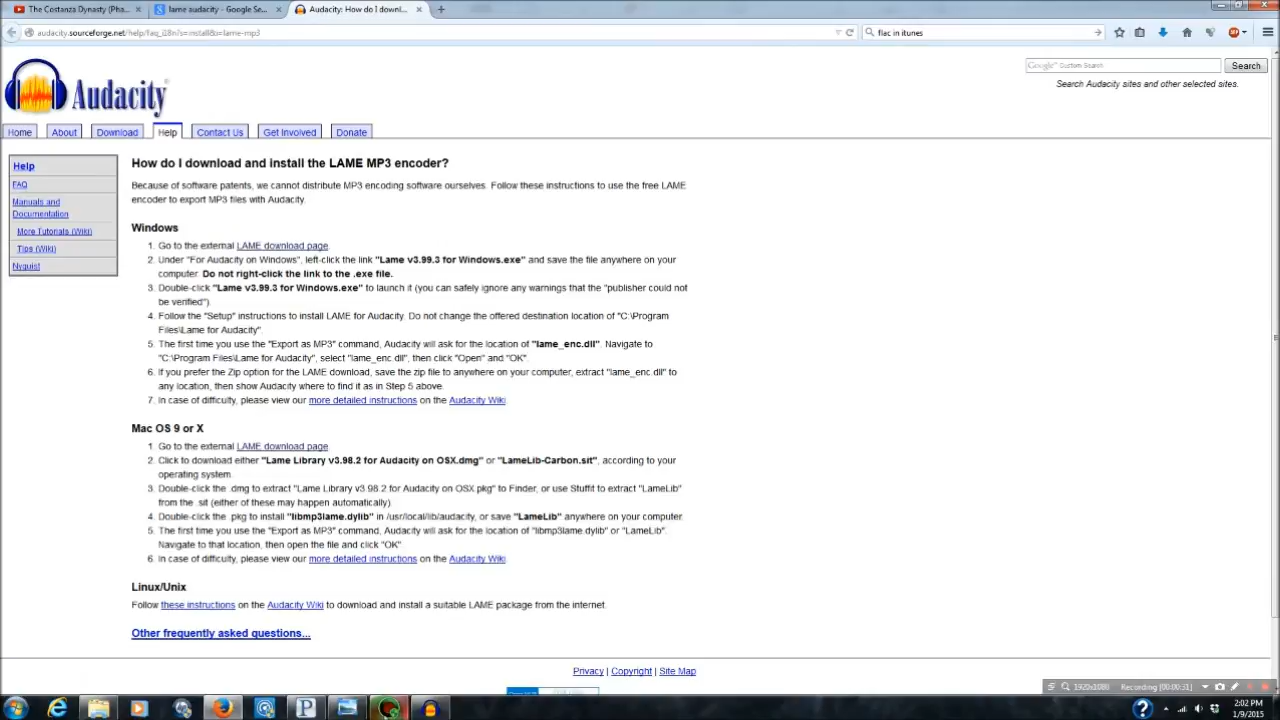 The Costanza Dynasty (Pha...
lame audacity - Google Se...
Audacity: How do I downl...
audacity.sourceforge.net/help/faq_i18n?s=install&i=lame-mp3
flac in itunes
Audacity
Google™ Custom Search
Search
Search Audacity sites and other selected sites.
Home
About
Download
Help
Contact Us
Get Involved
Donate
Help
FAQ
Manuals and
Documentation
More Tutorials (Wiki)
Tips (Wiki)
Nyquist
How do I download and install the LAME MP3 encoder?
Because of software patents, we cannot distribute MP3 encoding software ourselves. Follow these instructions to use the free LAME
encoder to export MP3 files with Audacity.
Windows
1. Go to the external LAME download page.
2. Under "For Audacity on Windows", left-click the link "Lame v3.99.3 for Windows.exe" and save the file anywhere on your
computer. Do not right-click the link to the .exe file.
3. Double-click "Lame v3.99.3 for Windows.exe" to launch it (you can safely ignore any warnings that the "publisher could not
be verified").
4. Follow the "Setup" instructions to install LAME for Audacity. Do not change the offered destination location of "C:\Program
Files\Lame for Audacity".
5. The first time you use the "Export as MP3" command, Audacity will ask for the location of "lame_enc.dll". Navigate to
"C:\Program Files\Lame for Audacity", select "lame_enc.dll", then click "Open" and "OK".
6. If you prefer the Zip option for the LAME download, save the zip file to anywhere on your computer, extract "lame_enc.dll" to
any location, then show Audacity where to find it as in Step 5 above.
7. In case of difficulty, please view our more detailed instructions on the Audacity Wiki.
Mac OS 9 or X
1. Go to the external LAME download page.
2. Click to download either "Lame Library v3.98.2 for Audacity on OSX.dmg" or "LameLib-Carbon.sit", according to your
operating system.
3. Double-click the .dmg to extract "Lame Library v3.98.2 for Audacity on OSX.pkg" to Finder, or use Stuffit to extract "LameLib"
from the .sit (either of these may happen automatically).
4. Double-click the .pkg to install "libmp3lame.dylib" in /usr/local/lib/audacity, or save "LameLib" anywhere on your computer.
5. The first time you use the "Export as MP3" command, Audacity will ask for the location of "libmp3lame.dylib" or "LameLib".
Navigate to that location, then open the file and click "OK"
6. In case of difficulty, please view our more detailed instructions on the Audacity Wiki.
Linux/Unix
Follow these instructions on the Audacity Wiki to download and install a suitable LAME package from the internet.
Other frequently asked questions...
Privacy | Copyright | Site Map
1920x1080
Recording [00:00:31]
2:02 PM
1/9/2015